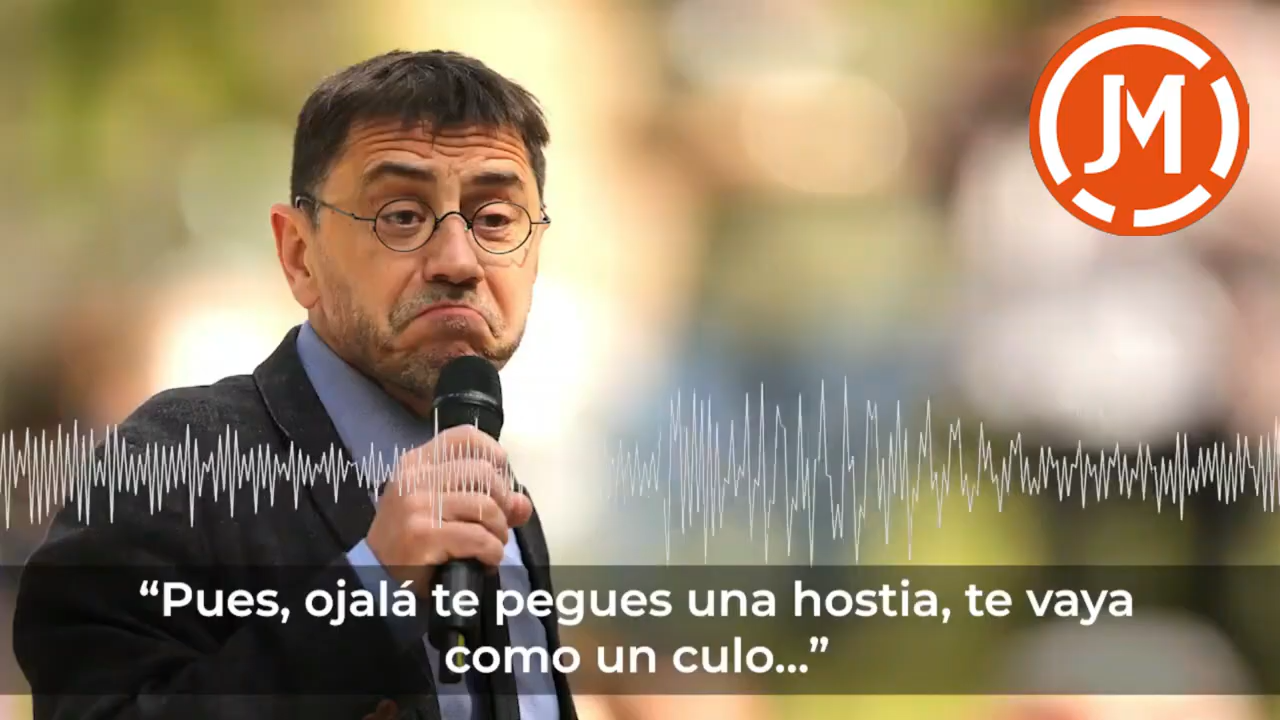 JM
“Pues, ojalá te pegues una hostia, te vaya
como un culo...”